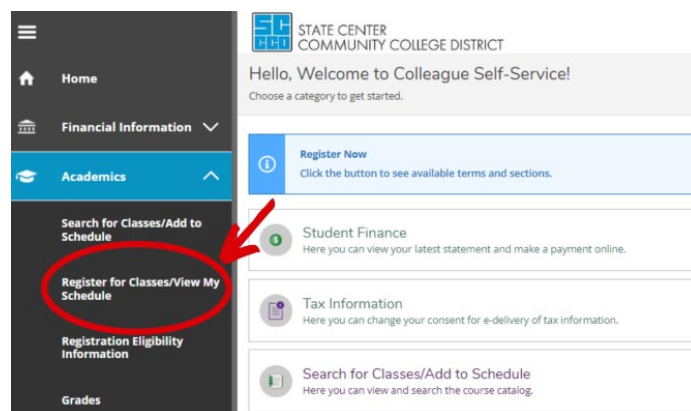 SC
CCD
STATE CENTER
COMMUNITY COLLEGE DISTRICT
Home
Financial Information
Academics
Search for Classes/Add to
Schedule
Register for Classes/View My
Schedule
Registration Eligibility
Information
Grades
Hello, Welcome to Colleague Self-Service!
Choose a category to get started.
Register Now
Click the button to see available terms and sections.
Student Finance
Here you can view your latest statement and make a payment online.
Tax Information
Here you can change your consent for e-delivery of tax information.
Search for Classes/Add to Schedule
Here you can view and search the course catalog.